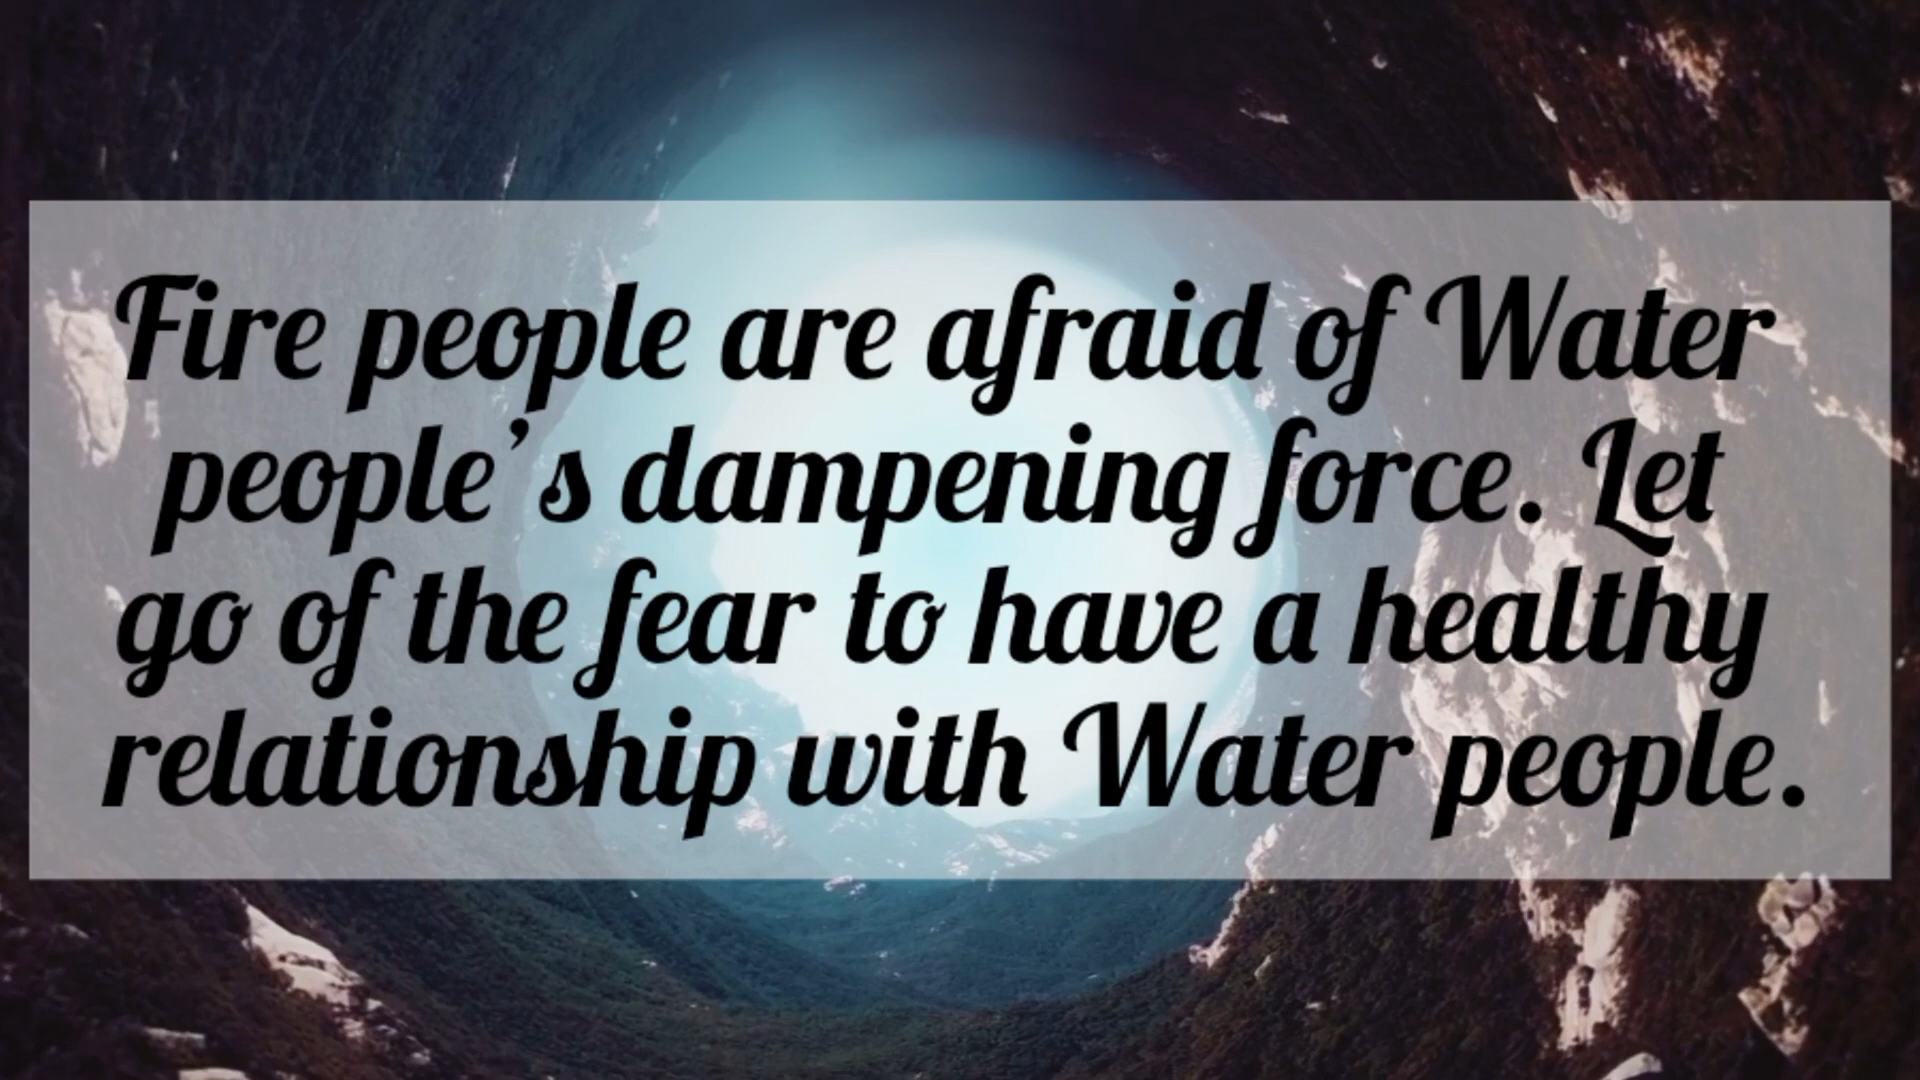 Fire people are afraid of Water
people's dampening force. Let
go of the fear to have a healthy
relationship with Water people.